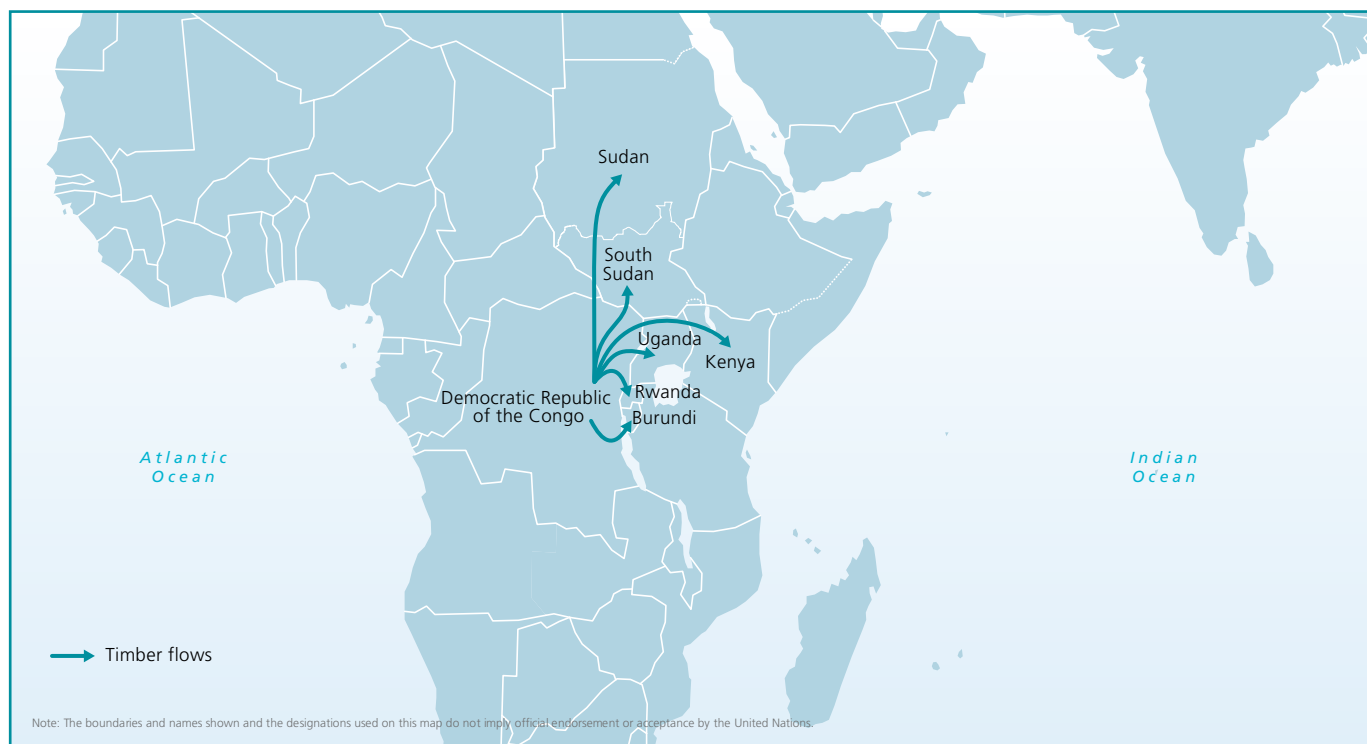 Sudan
South
Sudan
Uganda
Kenya
Democratic Republic
of the Congo
Rwanda
Burundi
Atlantic
Ocean
Indian
Ocean
Timber flows
Note: The boundaries and names shown and the designations used on this map do not imply official endorsement or acceptance by the United Nations.